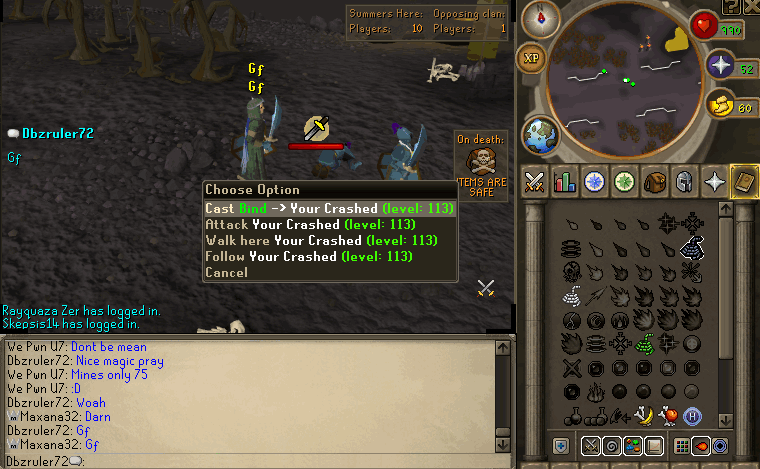 Summers Here: Opposing clan:
Players: 10 Players: 1
Gf
Gf
Dbzruler72
Gf
On death:
ITEMS ARE
SAFE
Choose Option
Cast Bind -> Your Crashed (level: 113)
Attack Your Crashed (level: 113)
Walk here Your Crashed (level: 113)
Follow Your Crashed (level: 113)
Cancel
Rayquaza Zer has logged in.
Skepsis14 has logged in.
We Pwn U7: Dont be mean
Dbzruler72: Nice magic pray
We Pwn U7: Mines only 75
We Pwn U7: :D
Dbzruler72: Woah
Maxana32: Darn
Dbzruler72: Gf
Maxana32: Gf
Dbzruler72:
XP
?
990
52
60
H